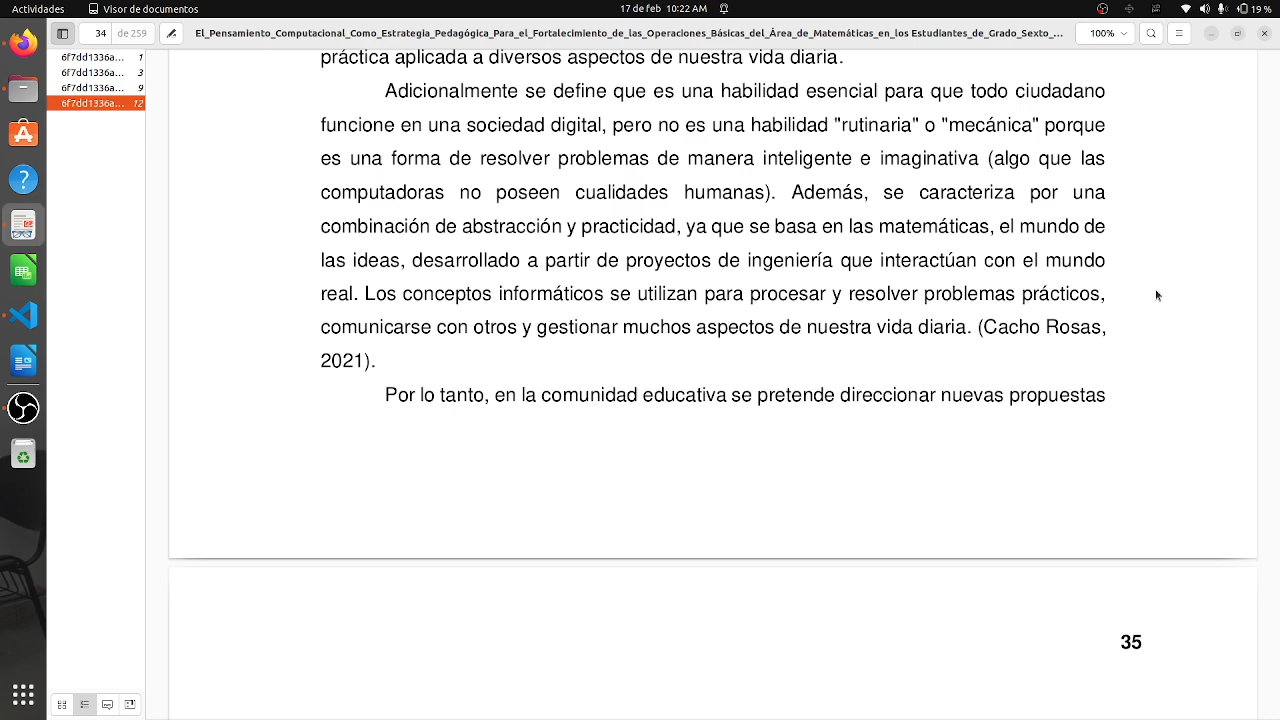 Actividades
Visor de documentos
17 de feb 10:22 AM
19 %
34
de 259
El_Pensamiento_Computacional_Como_Estrategia_Pedagógica_Para_el_Fortalecimiento_de_las_Operaciones_Básicas_del_Área_de_Matemáticas_en_los Estudiantes_de_Grado_Sexto_...
100%
6f7dd1336a... 1
6f7dd1336a... 3
6f7dd1336a... 9
6f7dd1336a... 12
práctica aplicada a diversos aspectos de nuestra vida diaria.
Adicionalmente se define que es una habilidad esencial para que todo ciudadano
funcione en una sociedad digital, pero no es una habilidad "rutinaria" o "mecánica" porque
es una forma de resolver problemas de manera inteligente e imaginativa (algo que las
computadoras no poseen cualidades humanas). Además, se caracteriza por una
combinación de abstracción y practicidad, ya que se basa en las matemáticas, el mundo de
las ideas, desarrollado a partir de proyectos de ingeniería que interactúan con el mundo
real. Los conceptos informáticos se utilizan para procesar y resolver problemas prácticos,
comunicarse con otros y gestionar muchos aspectos de nuestra vida diaria. (Cacho Rosas,
2021).
Por lo tanto, en la comunidad educativa se pretende direccionar nuevas propuestas
35